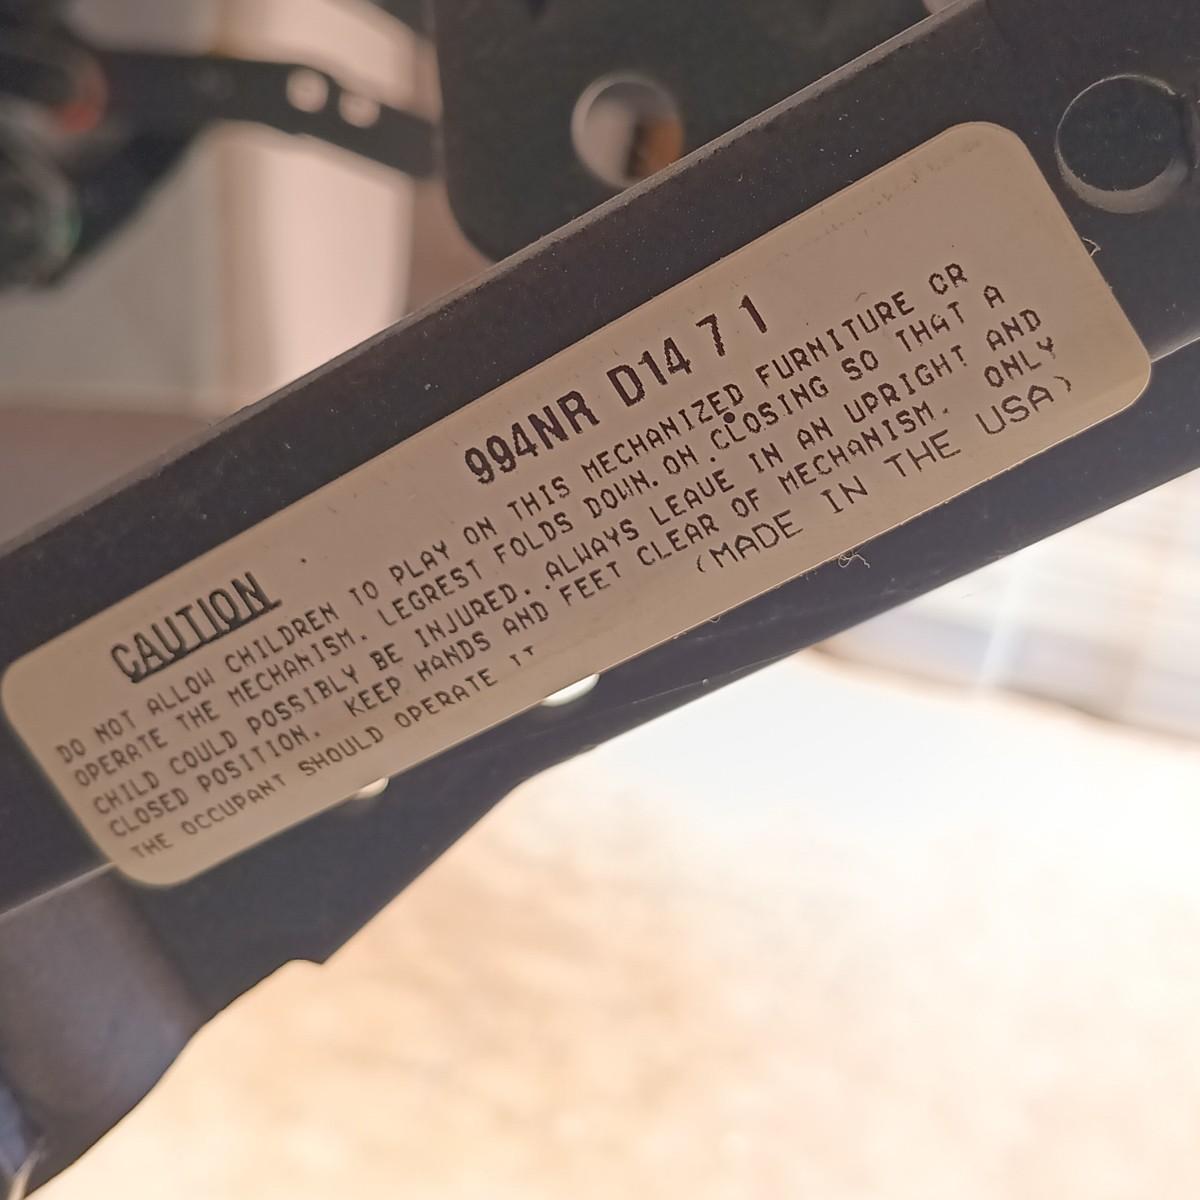 994NR D14 7 1
CAUTION
DO NOT ALLOW CHILDREN TO PLAY ON THIS MECHANIZED FURNITURE OR
OPERATE THE MECHANISM. LEGREST FOLDS DOWN. ON .CLOSING SO THAT A
CHILD COULD POSSIBLY BE INJURED. .ALWAYS LEAVE IN AN UPRIGHT AND
CLOSED POSITION. KEEP HANDS AND FEET CLEAR OF MECHANISM. ONLY
THE OCCUPANT SHOULD OPERATE IT (MADE IN THE USA)